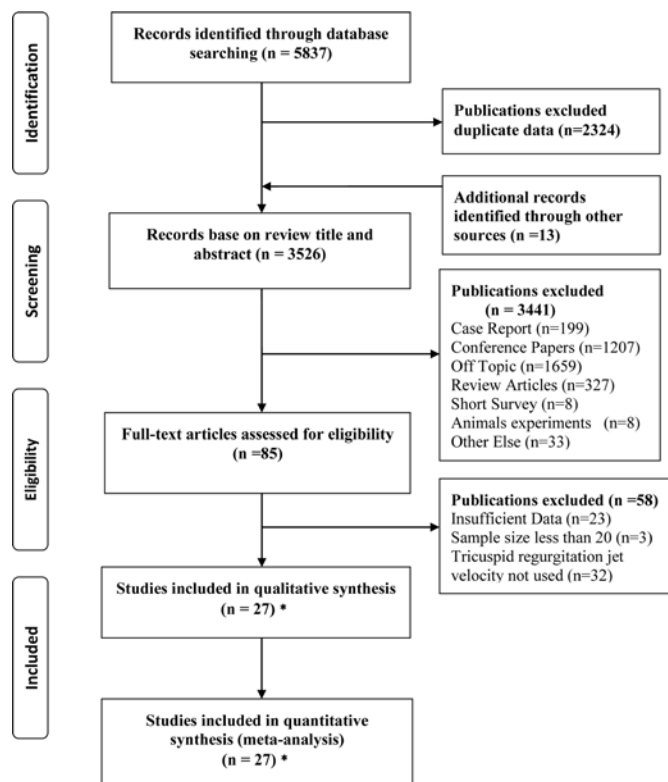 Identification
Records identified through database
searching (n = 5837)
Publications excluded
duplicate data (n=2324)
Additional records
identified through other
sources (n =13)
Screening
Records base on review title and
abstract (n = 3526)
Publications excluded
(n = 3441)
Case Report (n=199)
Conference Papers (n=1207)
Off Topic (n=1659)
Review Articles (n=327)
Short Survey (n=8)
Animals experiments (n=8)
Other Else (n=33)
Eligibility
Full-text articles assessed for eligibility
(n =85)
Publications excluded (n =58)
Insufficient Data (n=23)
Sample size less than 20 (n=3)
Tricuspid regurgitation jet
velocity not used (n=32)
Included
Studies included in qualitative synthesis
(n = 27) *
Studies included in quantitative
synthesis (meta-analysis)
(n = 27) *